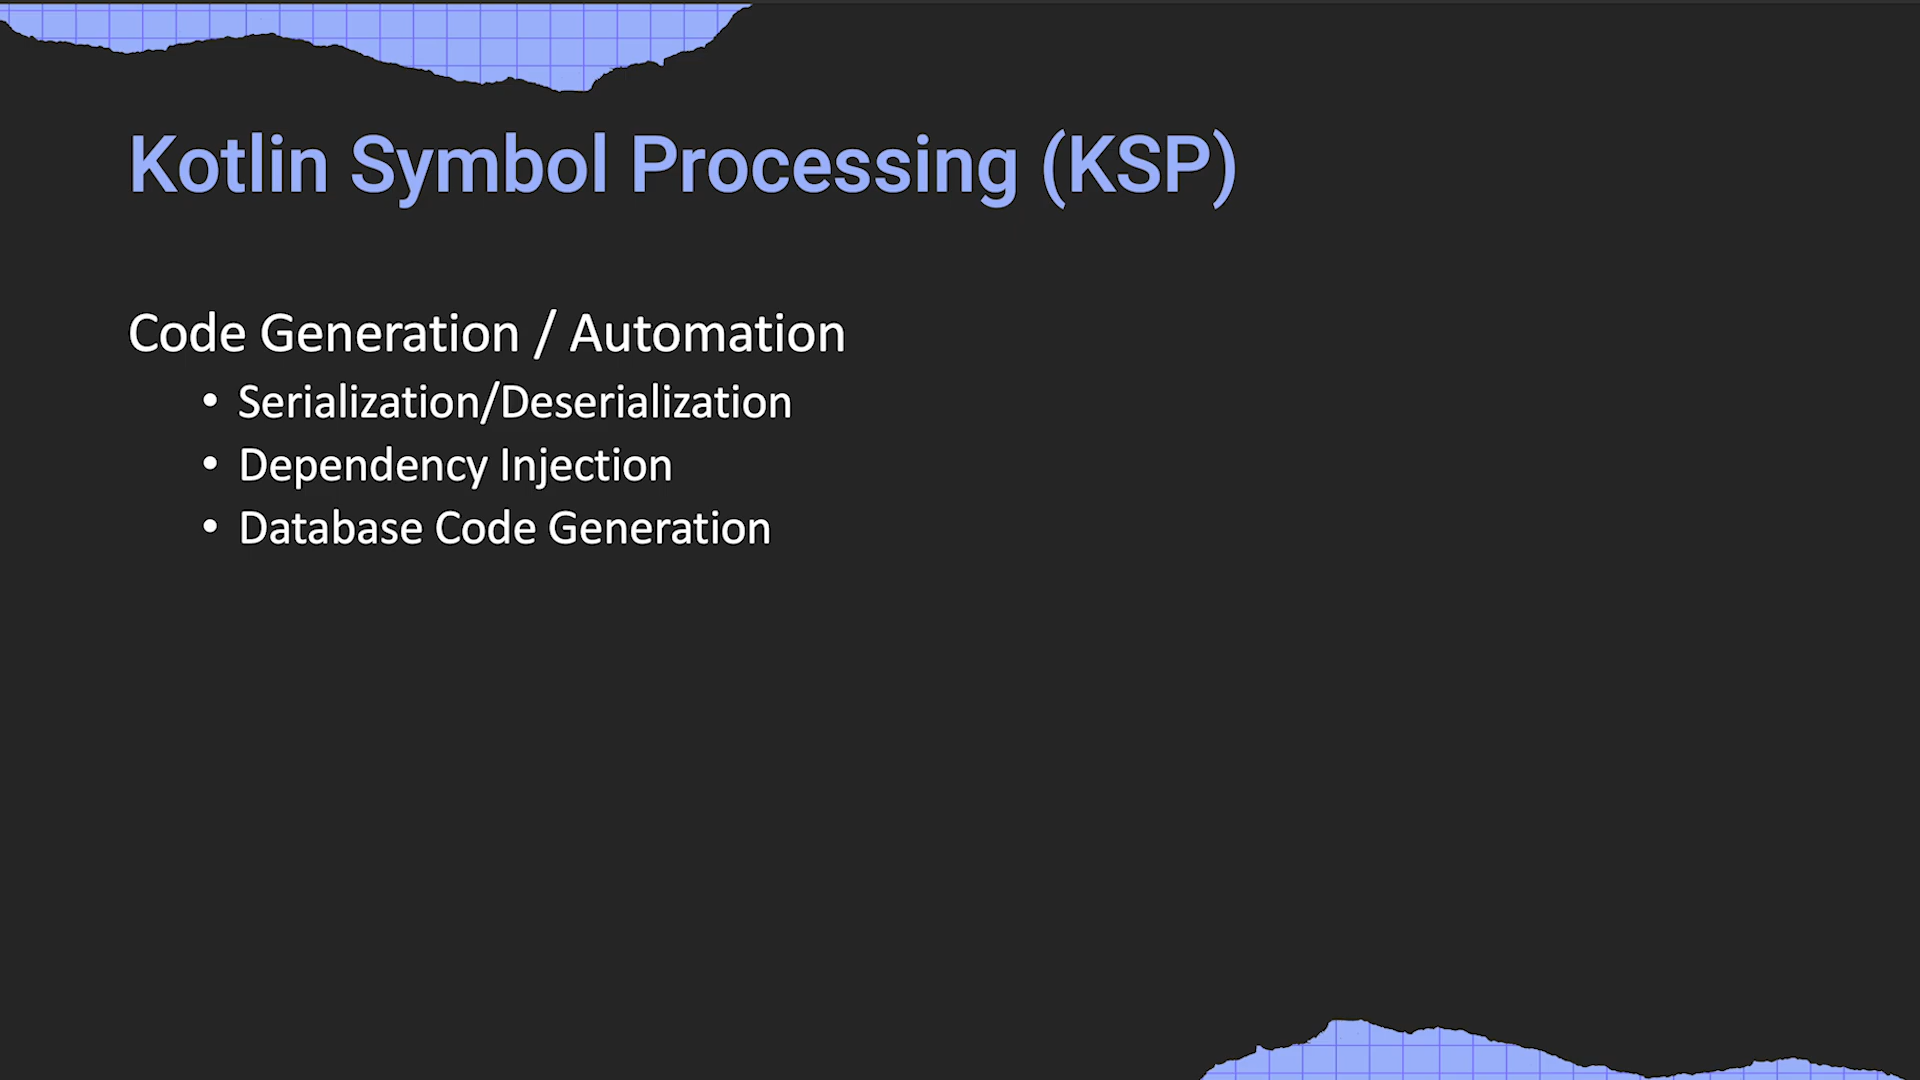 Kotlin Symbol Processing (KSP)
Code Generation / Automation
• Serialization/Deserialization
• Dependency Injection
• Database Code Generation